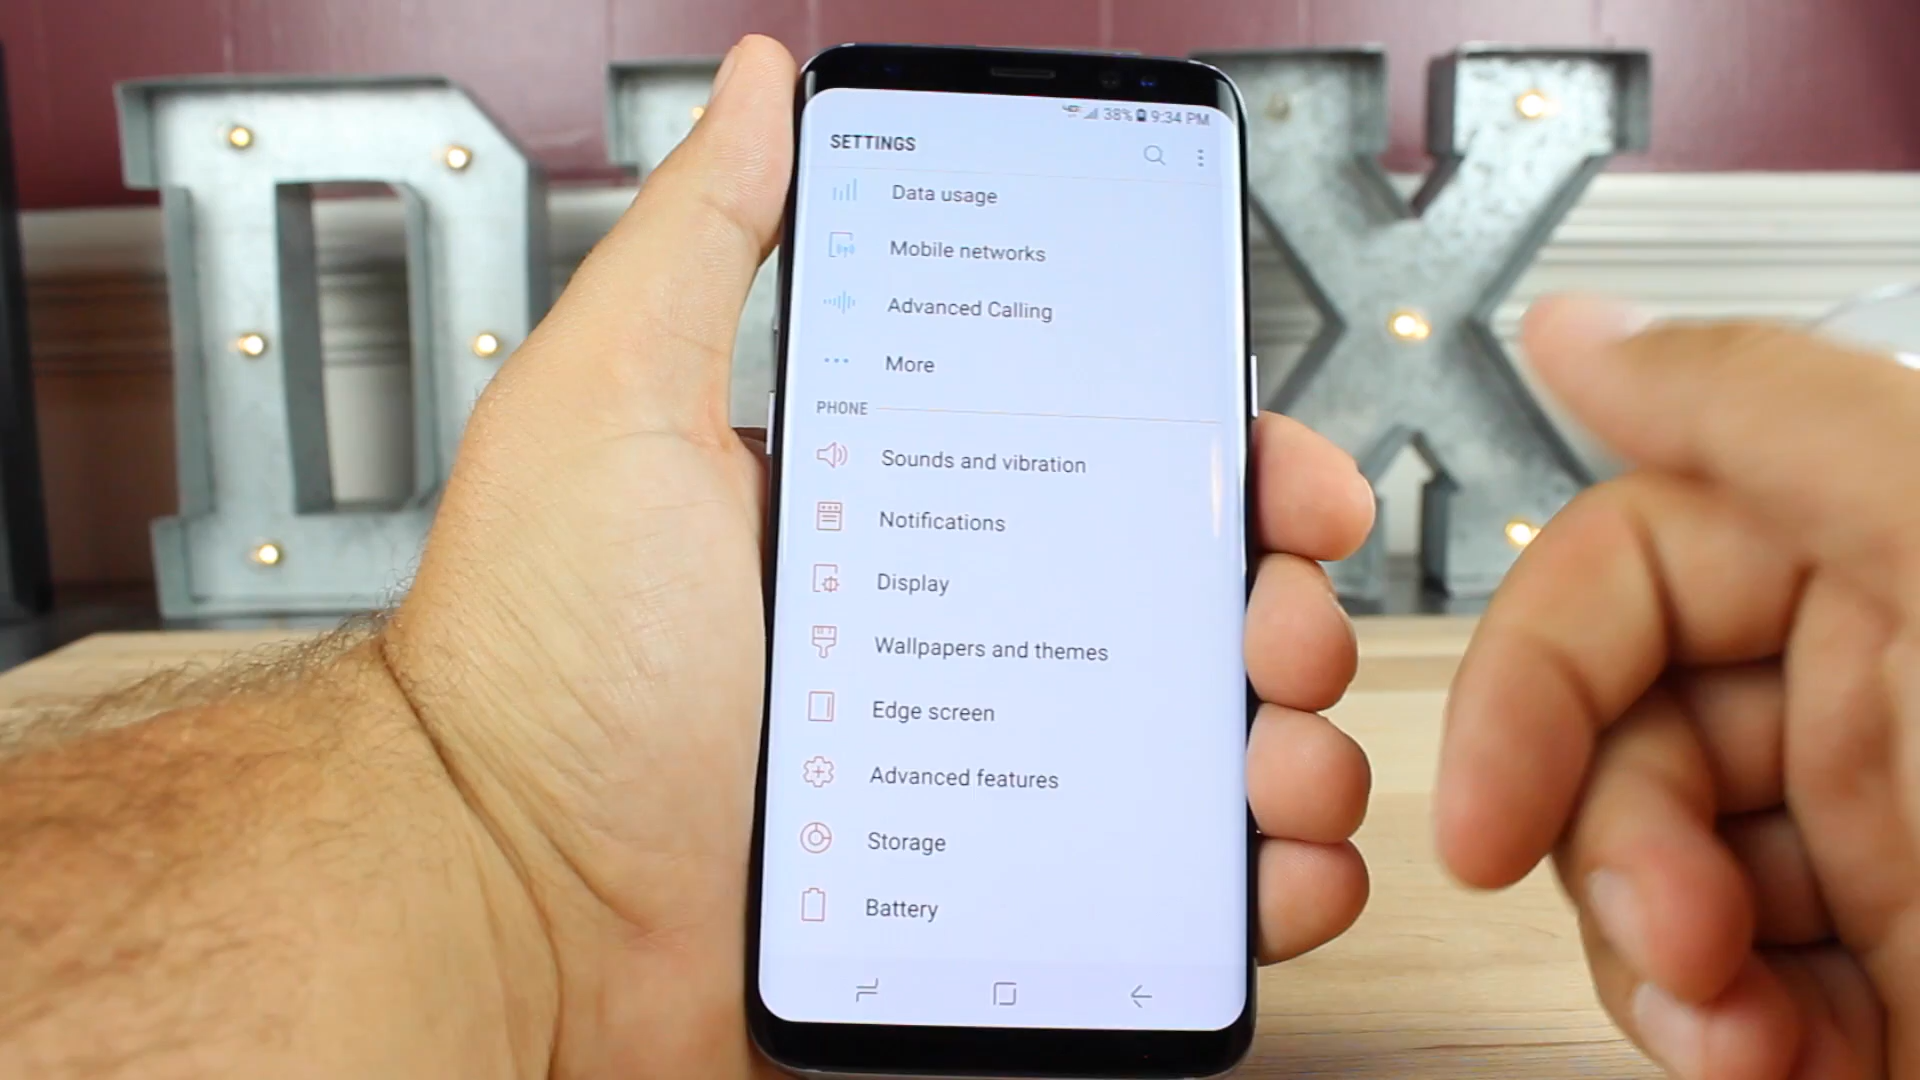 D X
38% 9:34 PM
SETTINGS
Data usage
Mobile networks
Advanced Calling
More
PHONE
Sounds and vibration
Notifications
Display
Wallpapers and themes
Edge screen
Advanced features
Storage
Battery